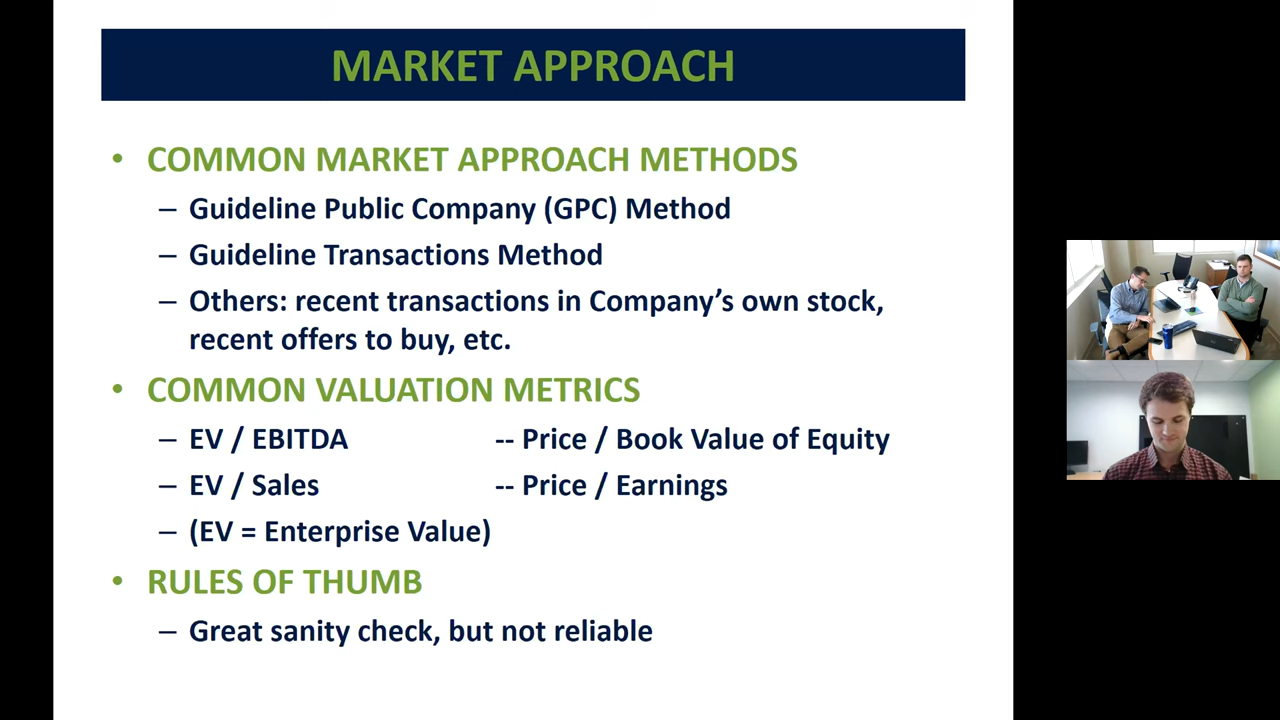 MARKET APPROACH
• COMMON MARKET APPROACH METHODS
– Guideline Public Company (GPC) Method
– Guideline Transactions Method
– Others: recent transactions in Company's own stock,
recent offers to buy, etc.
• COMMON VALUATION METRICS
– EV / EBITDA -- Price / Book Value of Equity
– EV / Sales -- Price / Earnings
– (EV = Enterprise Value)
• RULES OF THUMB
– Great sanity check, but not reliable